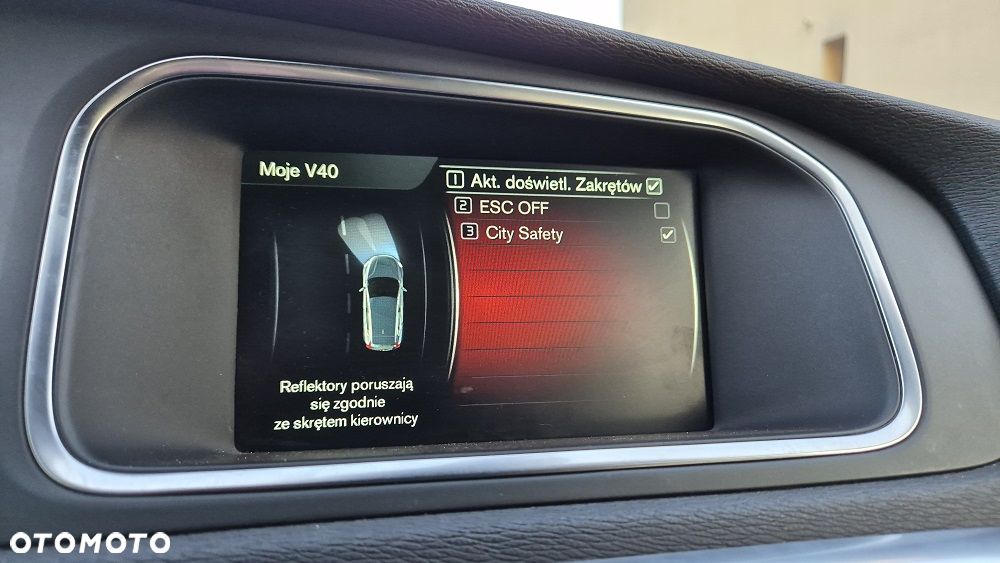 Moje V40
1 Akt. doświetl. Zakrętów
2 ESC OFF
3 City Safety
Reflektory poruszają
się zgodnie
ze skrętem kierownicy
OTOMOTO